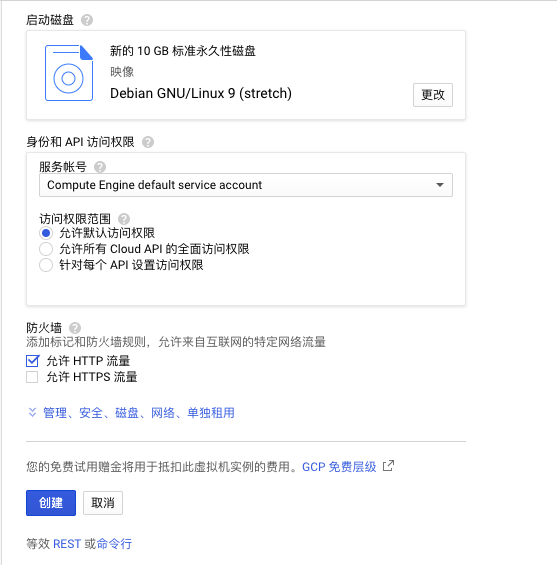 启动磁盘
新的 10 GB 标准永久性磁盘
映像
Debian GNU/Linux 9 (stretch)
更改
身份和 API 访问权限
服务帐号
Compute Engine default service account
访问权限范围
允许默认访问权限
允许所有 Cloud API 的全面访问权限
针对每个 API 设置访问权限
防火墙
添加标记和防火墙规则，允许来自互联网的特定网络流量
允许 HTTP 流量
允许 HTTPS 流量
管理、安全、磁盘、网络、单独租用
您的免费试用赠金将用于抵扣此虚拟机实例的费用。GCP 免费层级
创建 取消
等效 REST 或命令行